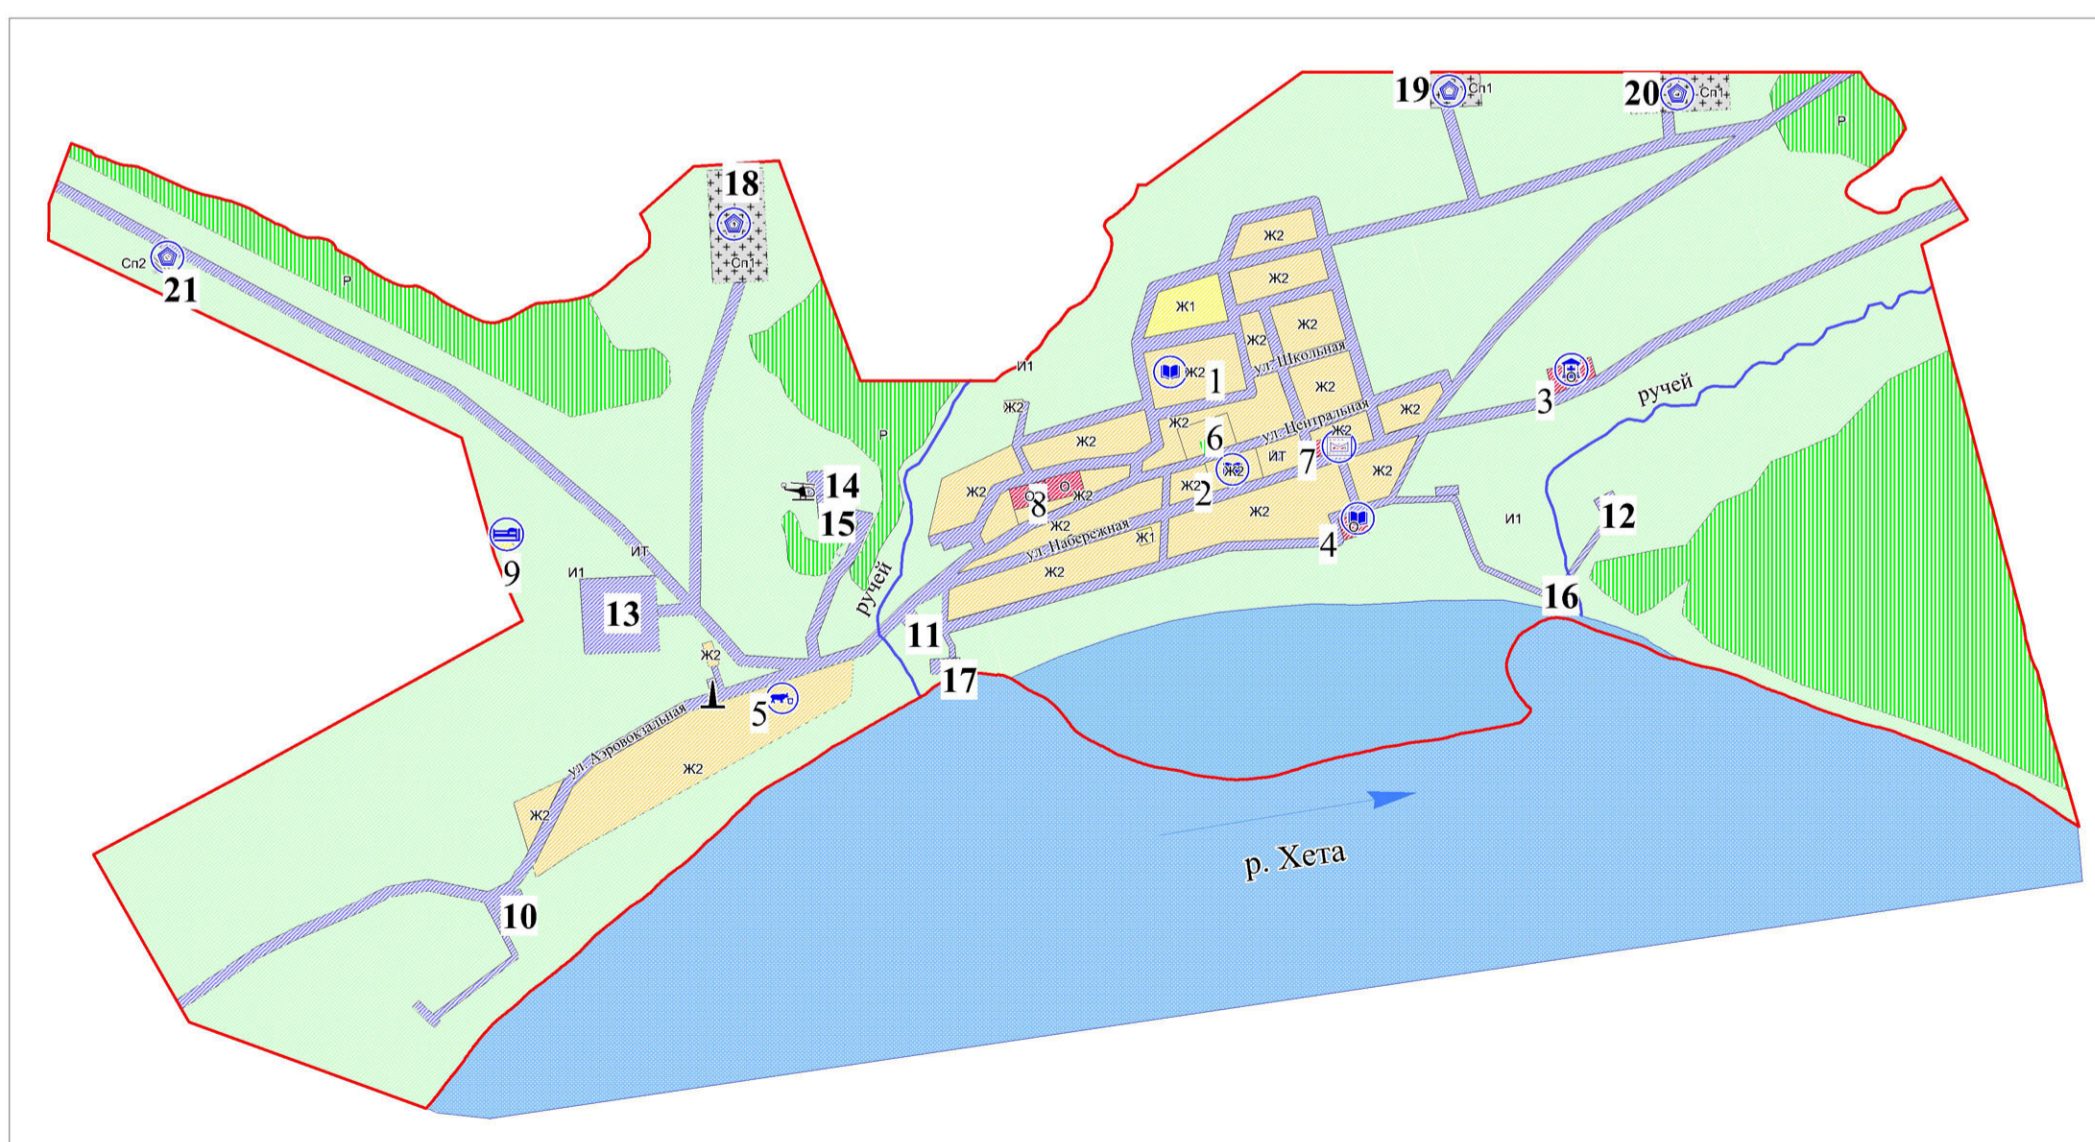 19
Сп1
20
Сп1
Р
18
Сп1
Сп2
21
Р
Ж2
Ж2
Ж1
Ж2
Ж2
ул. Школьная
Ж2
1
Ж2
И1
3
ручей
Ж2
Ж2
Ж2
ул. Центральная
Ж2
6
Ж2
Р
7
ИТ
Ж2
2
Ж2
Ж2
14
15
Ж2
О
О
8
Ж2
Ж2
ул. Набережная
Ж1
Ж2
4
О
И1
12
9
ИТ
И1
13
ручей
Ж2
16
11
17
Ж2
5
ул. Аэровокзальная
Ж2
Ж2
10
р. Хета